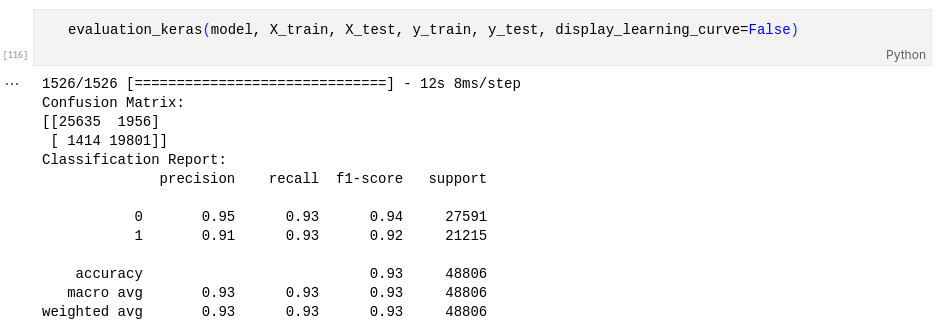 evaluation_keras(model, X_train, X_test, y_train, y_test, display_learning_curve=False)
[116]
Python
...
1526/1526 [==============================] - 12s 8ms/step
Confusion Matrix:
[[25635  1956]
 [ 1414 19801]]
Classification Report:
              precision    recall  f1-score   support

           0       0.95      0.93      0.94     27591
           1       0.91      0.93      0.92     21215

    accuracy                           0.93     48806
   macro avg       0.93      0.93      0.93     48806
weighted avg       0.93      0.93      0.93     48806